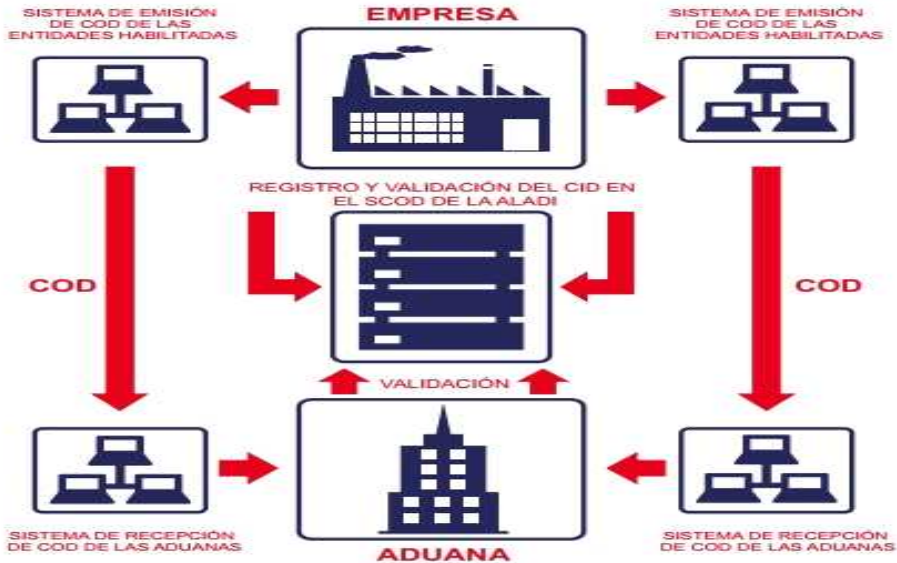 SISTEMA DE EMISIÓN
DE COD DE LAS
ENTIDADES HABILITADAS
EMPRESA
SISTEMA DE EMISIÓN
DE COD DE LAS
ENTIDADES HABILITADAS
REGISTRO Y VALIDACIÓN DEL CID EN
EL SCOD DE LA ALADI
COD
COD
VALIDACIÓN
SISTEMA DE RECEPCIÓN
DE COD DE LAS ADUANAS
ADUANA
SISTEMA DE RECEPCIÓN
DE COD DE LAS ADUANAS